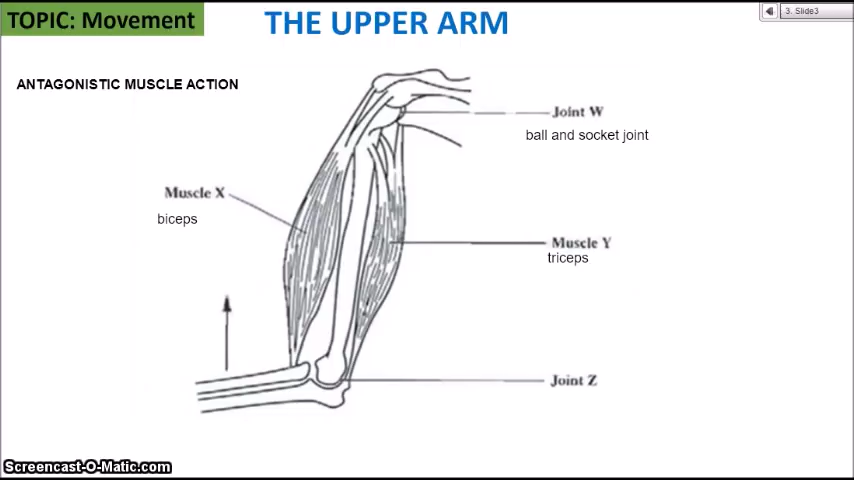 TOPIC: Movement
THE UPPER ARM
3. Slide3
ANTAGONISTIC MUSCLE ACTION
Joint W
ball and socket joint
Muscle X
biceps
Muscle Y
triceps
Joint Z
Screencast-O-Matic.com